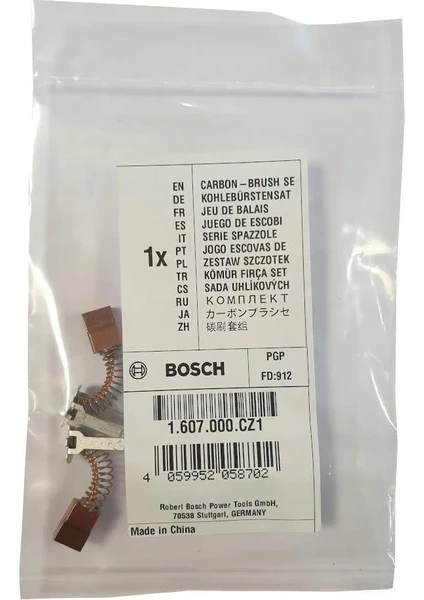 1x
EN CARBON-BRUSH SE
DE KOHLEBÜRSTENSAT
FR JEU DE BALAIS
ES JUEGO DE ESCOBI
IT SERIE SPAZZOLE
PT JOGO ESCOVAS DE
PL ZESTAW SZCZOTEK
TR KÖMÜR FIRÇA SET
CS SADA UHLÍKOVÝCH
RU КОМПЛЕКТ
JA カーボンブラシセ
ZH 碳刷套组
BOSCH
PGP
FD:912
1.607.000.CZ1
4 059952 058702
Robert Bosch Power Tools GmbH,
70538 Stuttgart, GERMANY
Made in China